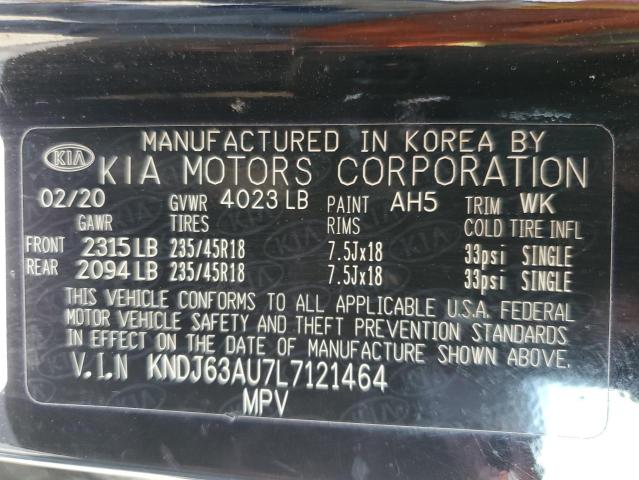 MANUFACTURED IN KOREA BY
KIA KIA MOTORS CORPORATION
02/20 GVWR 4023 LB PAINT AH5 TRIM WK
GAWR TIRES RIMS COLD TIRE INFL
FRONT 2315 LB 235/45R18 7.5Jx18 33psi SINGLE
REAR 2094 LB 235/45R18 7.5Jx18 33psi SINGLE
THIS VEHICLE CONFORMS TO ALL APPLICABLE U.S.A. FEDERAL
MOTOR VEHICLE SAFETY AND THEFT PREVENTION STANDARDS
IN EFFECT ON THE DATE OF MANUFACTURE SHOWN ABOVE.
V.I.N KNDJ63AU7L7121464
MPV